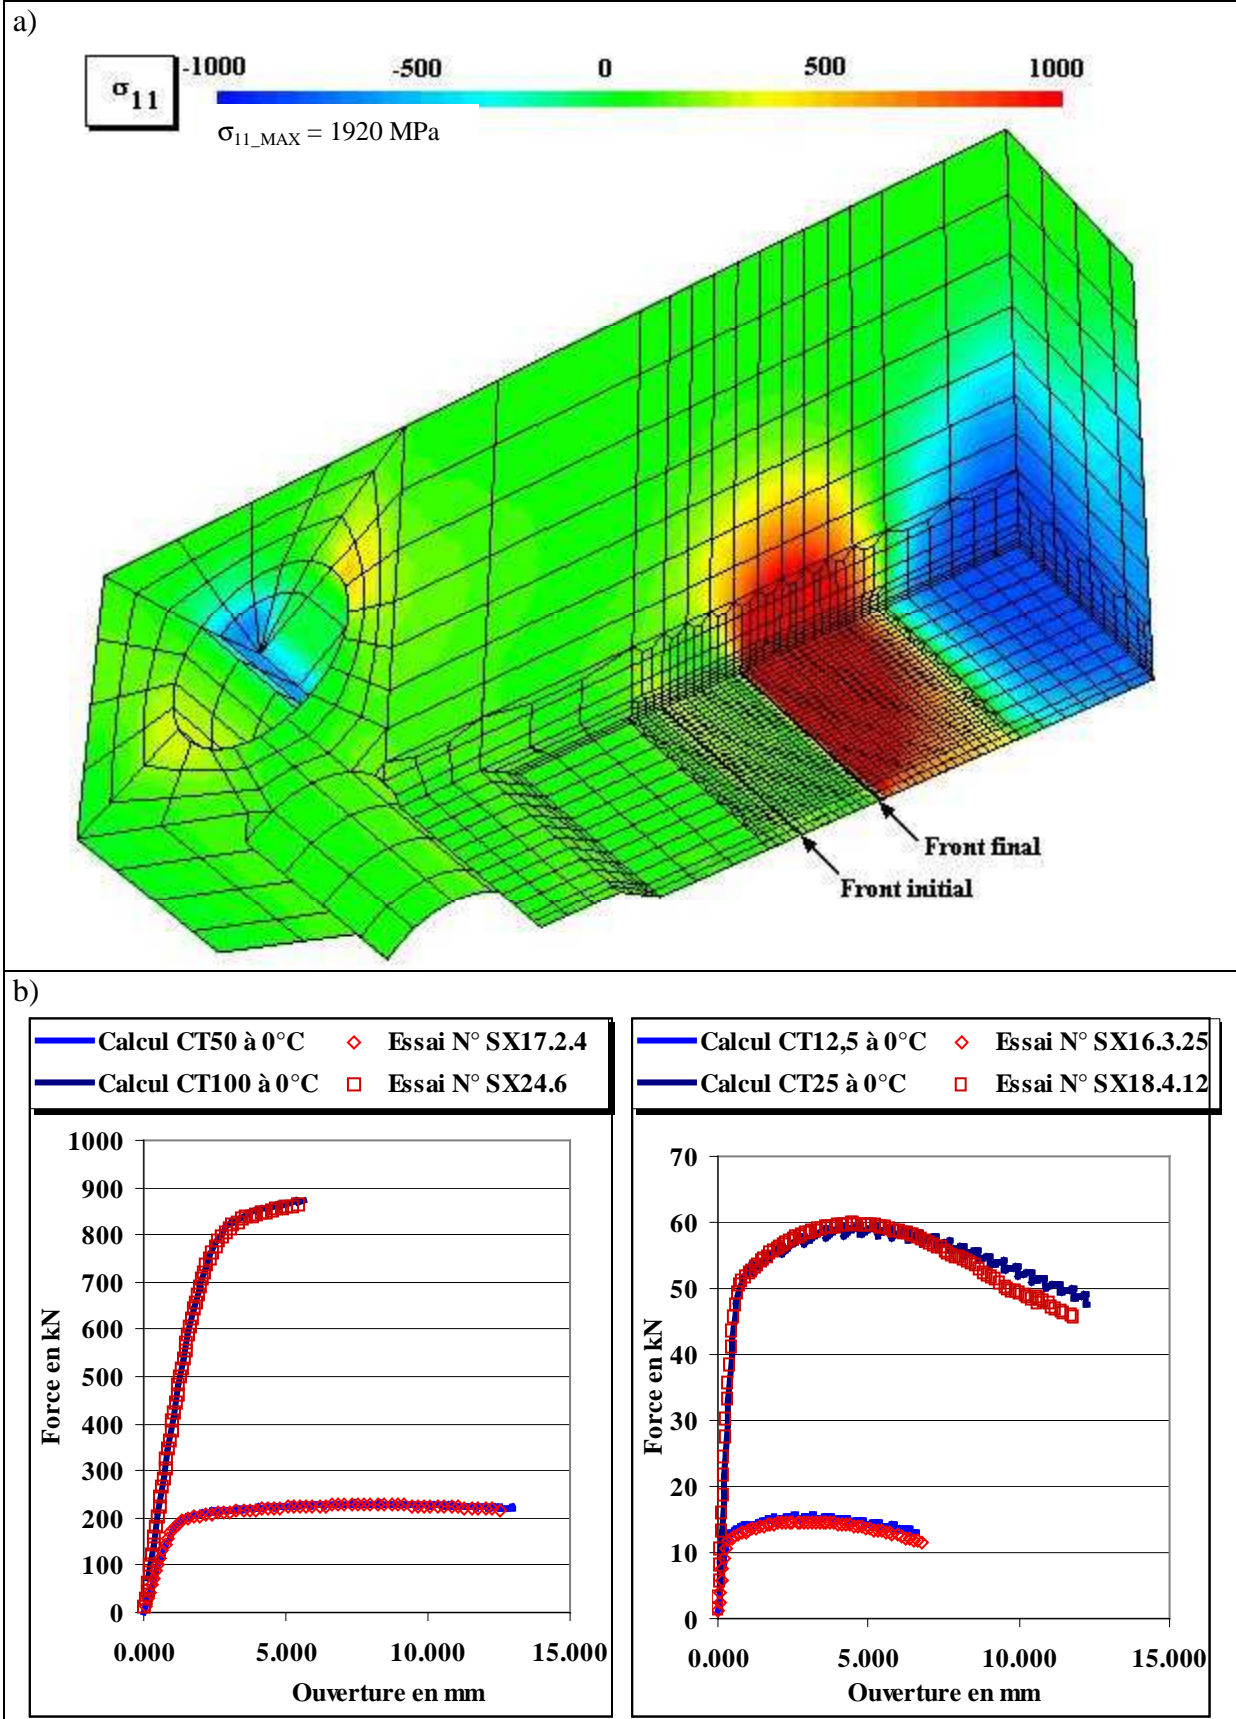 a)
σ11 -1000 -500 0 500 1000
σ11_MAX = 1920 MPa
Front final
Front initial
b)
Calcul CT50 à 0°C Essai N° SX17.2.4
Calcul CT100 à 0°C Essai N° SX24.6
1000
900
800
700
600
500
400
300
200
100
0
Force en kN
0.000 5.000 10.000 15.000
Ouverture en mm
Calcul CT12,5 à 0°C Essai N° SX16.3.25
Calcul CT25 à 0°C Essai N° SX18.4.12
70
60
50
40
30
20
10
0
Force en kN
0.000 5.000 10.000 15.000
Ouverture en mm